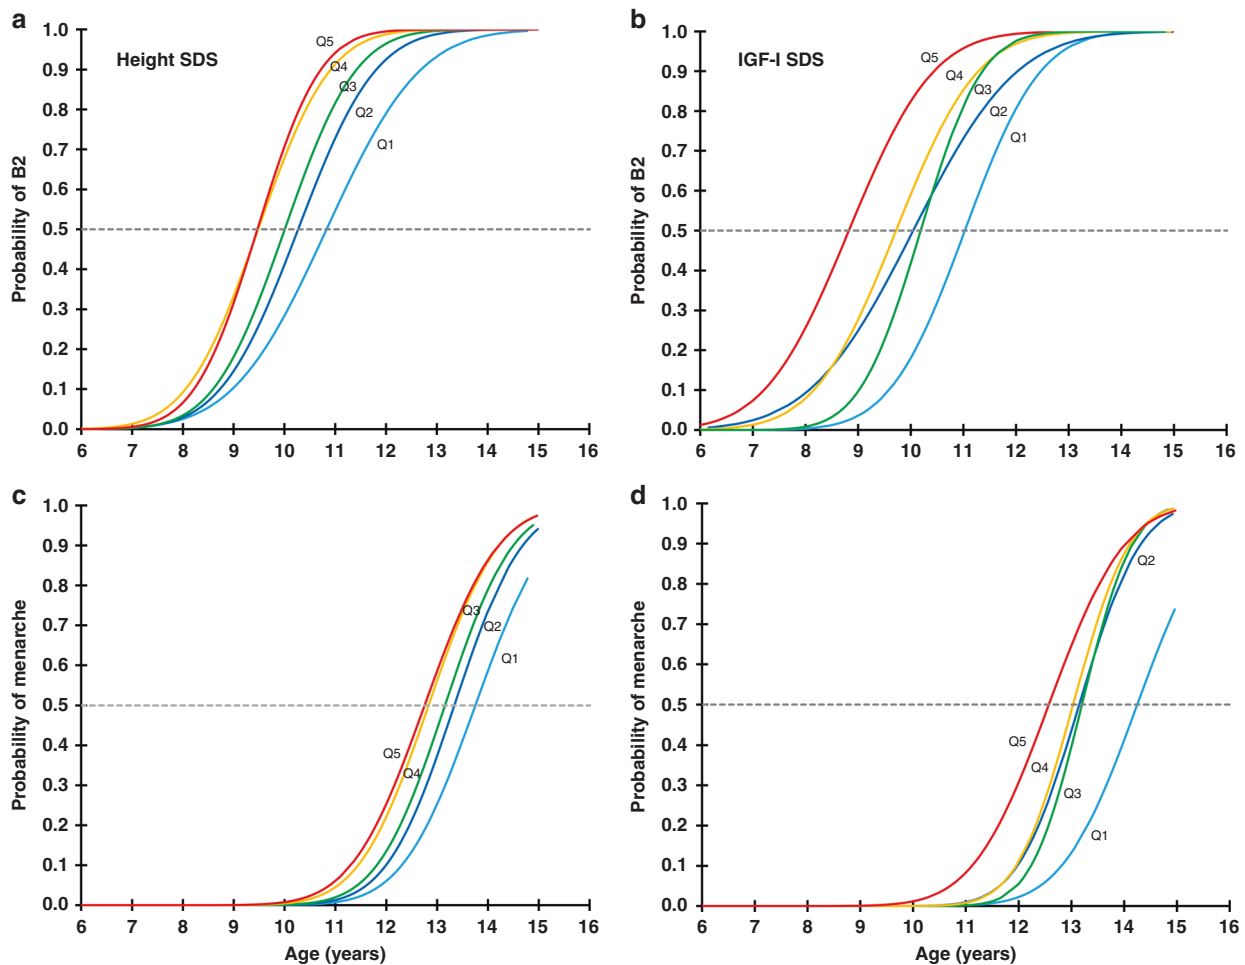 a
Height SDS
Probability of B2
1.0
0.9
0.8
0.7
0.6
0.5
0.4
0.3
0.2
0.1
0.0
Q5
Q4
Q3
Q2
Q1
6 7 8 9 10 11 12 13 14 15 16
b
IGF-I SDS
Probability of B2
1.0
0.9
0.8
0.7
0.6
0.5
0.4
0.3
0.2
0.1
0.0
Q5
Q4
Q3
Q2
Q1
6 7 8 9 10 11 12 13 14 15 16
c
Probability of menarche
1.0
0.9
0.8
0.7
0.6
0.5
0.4
0.3
0.2
0.1
0.0
Q3
Q2
Q1
Q5
Q4
6 7 8 9 10 11 12 13 14 15 16
Age (years)
d
Probability of menarche
1.0
0.9
0.8
0.7
0.6
0.5
0.4
0.3
0.2
0.1
0.0
Q2
Q5
Q4
Q3
Q1
6 7 8 9 10 11 12 13 14 15 16
Age (years)